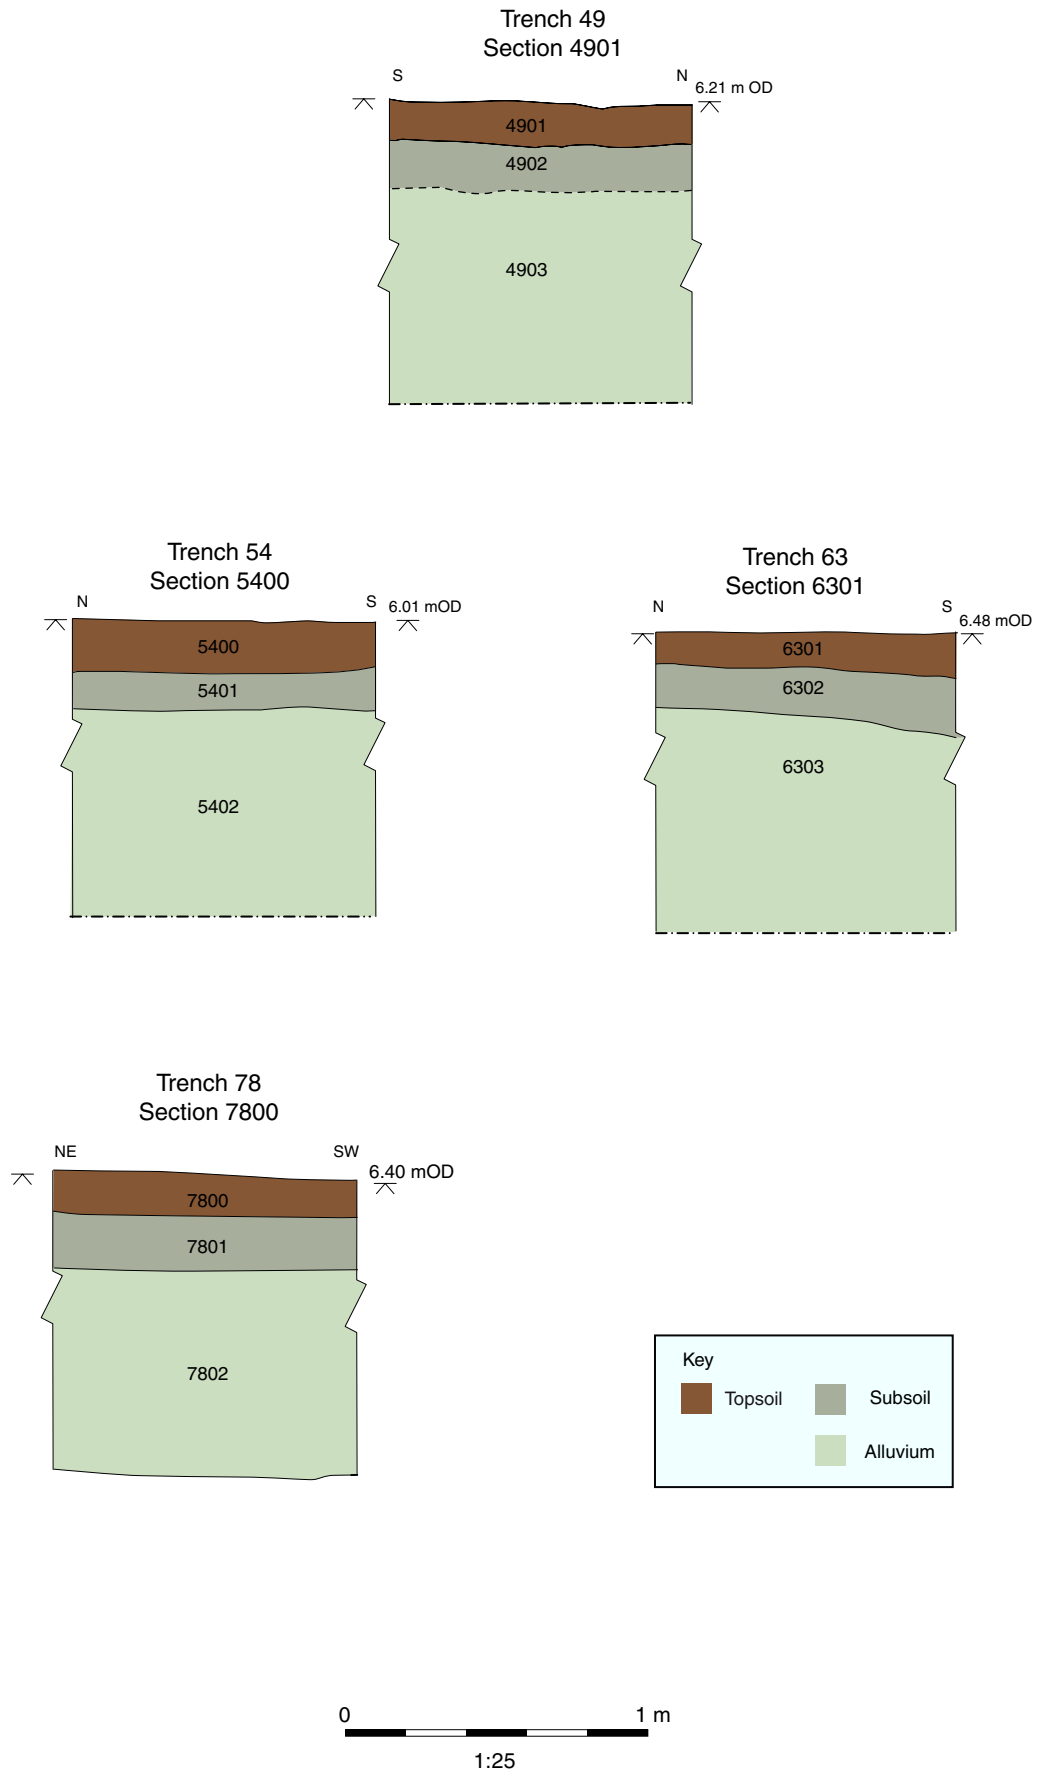 Trench 49
Section 4901
S
N
6.21 m OD
4901
4902
4903
Trench 54
Section 5400
N
S
6.01 mOD
5400
5401
5402
Trench 63
Section 6301
N
S
6.48 mOD
6301
6302
6303
Trench 78
Section 7800
NE
SW
6.40 mOD
7800
7801
7802
Key
Topsoil
Subsoil
Alluvium
0
1 m
1:25